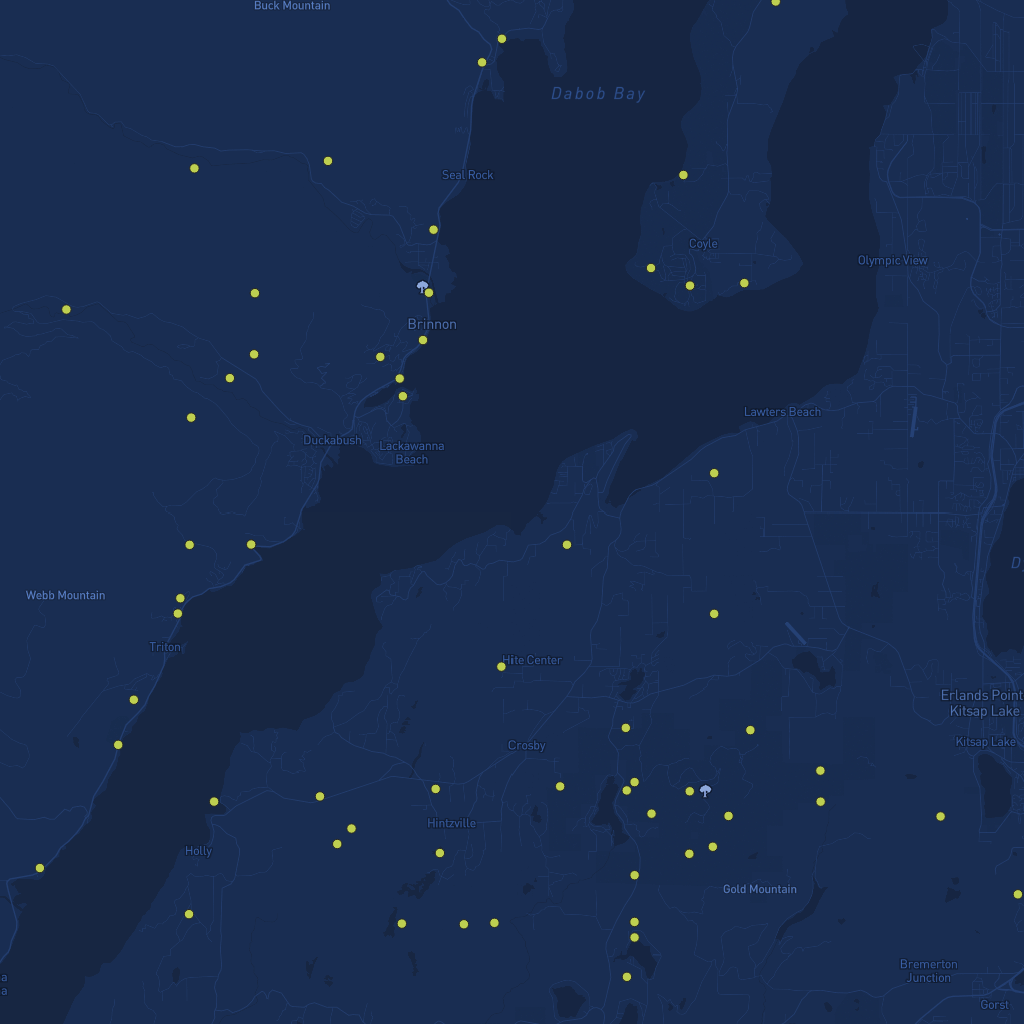 Buck Mountain
Dabob Bay
Seal Rock
Coyle
Olympic View
Brinnon
Lawters Beach
Duckabush
Lackawanna
Beach
Webb Mountain
Triton
Hite Center
Erlands Point
Kitsap Lake
Crosby
Kitsap Lake
Hintzville
Holly
Gold Mountain
Bremerton
Junction
Gorst